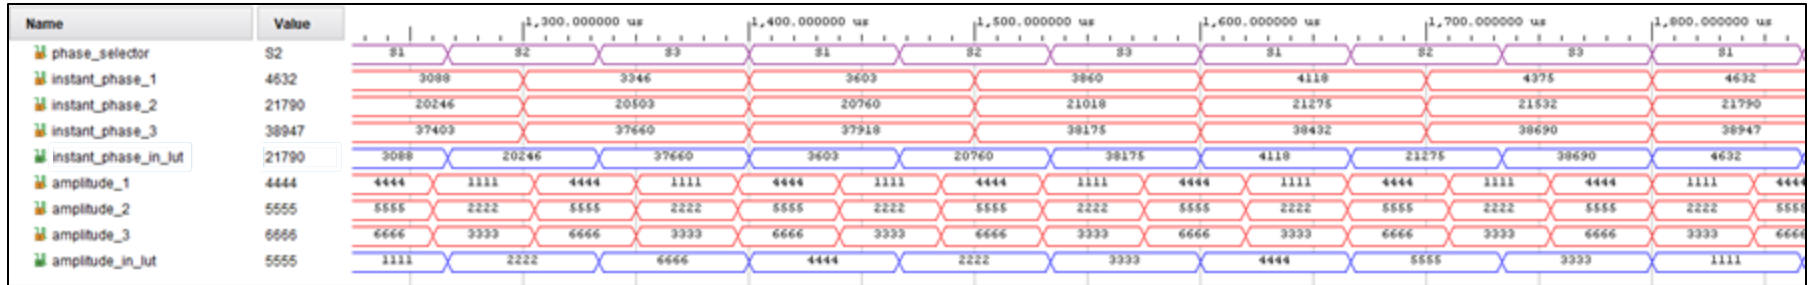 Name Value 1,300.000000 us 1,400.000000 us 1,500.000000 us 1,600.000000 us 1,700.000000 us 1,800.000000 us
phase_selector S2 S1 S2 S3 S1 S2 S3 S1 S2 S3 S1
instant_phase_1 4632 3088 3346 3603 3860 4118 4375 4632
instant_phase_2 21790 20246 20503 20760 21018 21275 21532 21790
instant_phase_3 38947 37403 37660 37918 38175 38432 38690 38947
instant_phase_in_lut 21790 3088 20246 37660 3603 20760 38175 4118 21275 38690 4632
amplitude_1 4444 4444 1111 4444 1111 4444 1111 4444 1111 4444 1111 4444 1111 4444 1111 4444
amplitude_2 5555 5555 2222 5555 2222 5555 2222 5555 2222 5555 2222 5555 2222 5555 2222 5555
amplitude_3 6666 6666 3333 6666 3333 6666 3333 6666 3333 6666 3333 6666 3333 6666 3333 6666
amplitude_in_lut 5555 1111 2222 6666 4444 2222 3333 4444 5555 3333 1111